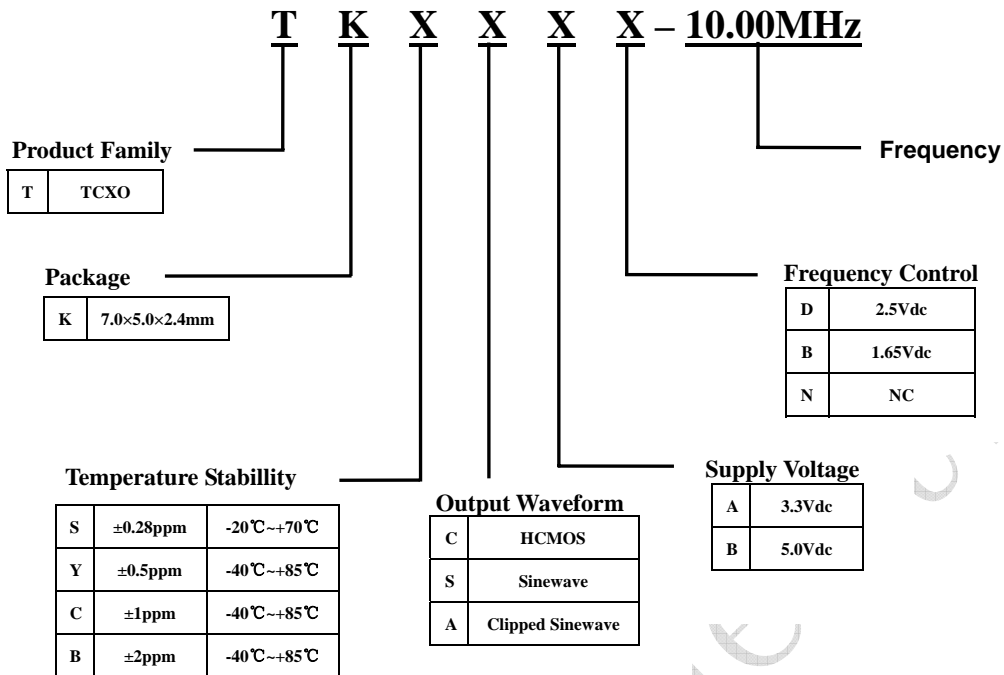 T K X X X X – 10.00MHz
Product Family
T TCXO
Frequency
Package
K 7.0×5.0×2.4mm
Frequency Control
D 2.5Vdc
B 1.65Vdc
N NC
Temperature Stabillity
S ±0.28ppm -20℃~+70℃
Y ±0.5ppm -40℃~+85℃
C ±1ppm -40℃~+85℃
B ±2ppm -40℃~+85℃
Output Waveform
C HCMOS
S Sinewave
A Clipped Sinewave
Supply Voltage
A 3.3Vdc
B 5.0Vdc